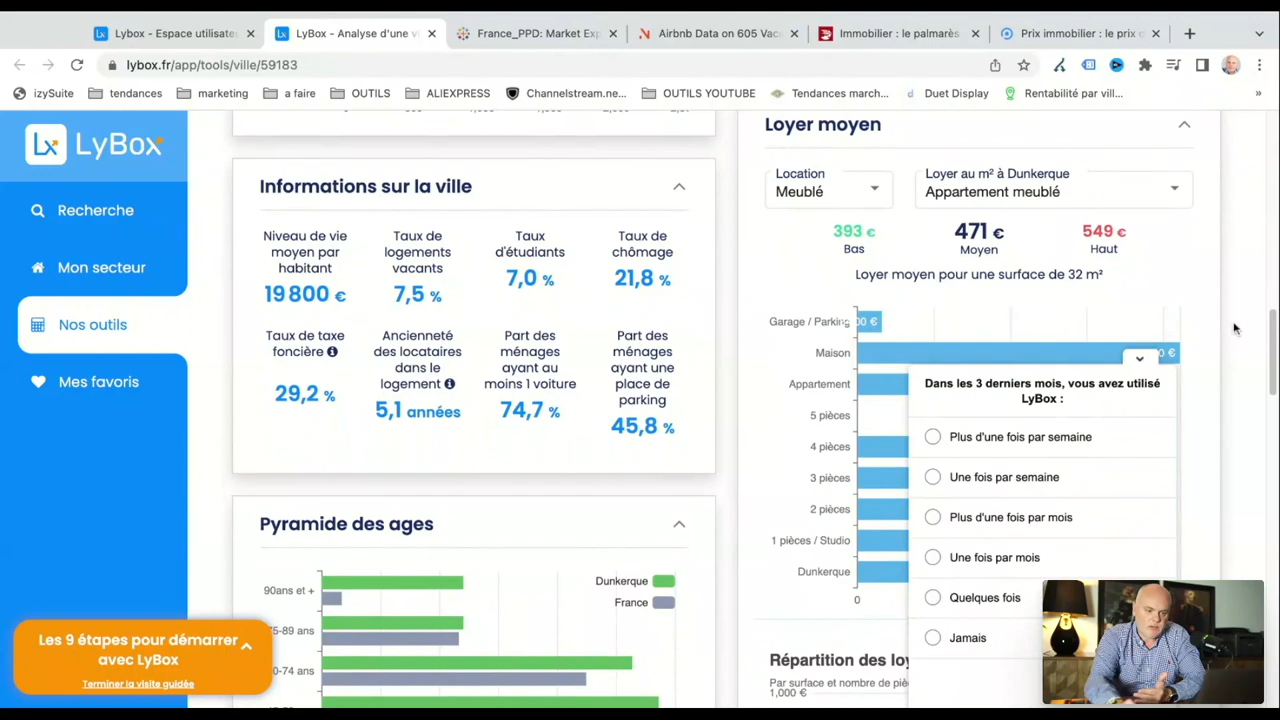 Lybox - Espace utilisate
LyBox - Analyse d'une v
France_PPD: Market Exp
Airbnb Data on 605 Vac
Immobilier : le palmarès
Prix immobilier : le prix
lybox.fr/app/tools/ville/59183
izySuite
tendances
marketing
a faire
OUTILS
ALIEXPRESS
Channelstream.ne...
OUTILS YOUTUBE
Tendances march...
Duet Display
Rentabilité par vill...
»
Lx LyBox
Recherche
Mon secteur
Nos outils
Mes favoris
Les 9 étapes pour démarrer
avec LyBox
Terminer la visite guidée
Informations sur la ville
Niveau de vie
moyen par
habitant
19 800 €
Taux de
logements
vacants
7,5 %
Taux
d'étudiants
7,0 %
Taux de
chômage
21,8 %
Taux de taxe
foncière
29,2 %
Ancienneté
des locataires
dans le
logement
5,1 années
Part des
ménages
ayant au
moins 1 voiture
74,7 %
Part des
ménages
ayant une
place de
parking
45,8 %
Pyramide des ages
90ans et +
75-89 ans
0-74 ans
Dunkerque
France
Loyer moyen
Location
Meublé
Loyer au m² à Dunkerque
Appartement meublé
393 €
Bas
471 €
Moyen
549 €
Haut
Loyer moyen pour une surface de 32 m²
Garage / Parking
Maison
Appartement
5 pièces
4 pièces
3 pièces
2 pièces
1 pièces / Studio
Dunkerque
0
Dans les 3 derniers mois, vous avez utilisé
LyBox :
Plus d'une fois par semaine
Une fois par semaine
Plus d'une fois par mois
Une fois par mois
Quelques fois
Jamais
Répartition des loy
Par surface et nombre de piè
1,000 €